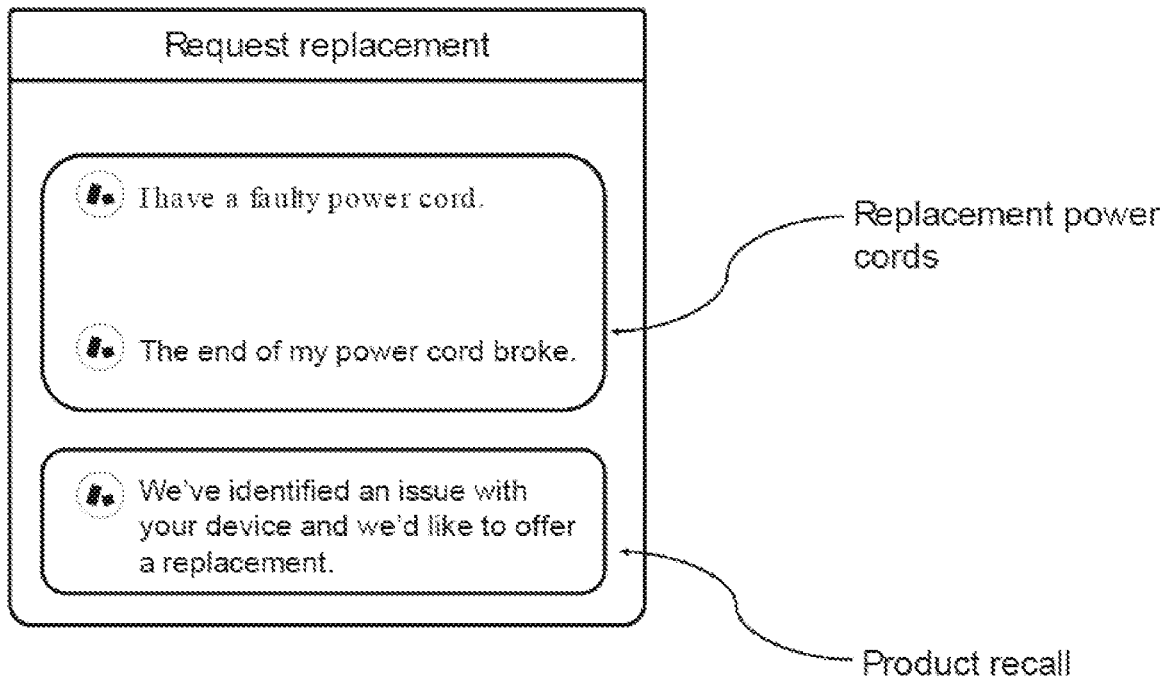 Request replacement
I have a faulty power cord.
The end of my power cord broke.
We've identified an issue with
your device and we'd like to offer
a replacement.
Replacement power
cords
Product recall